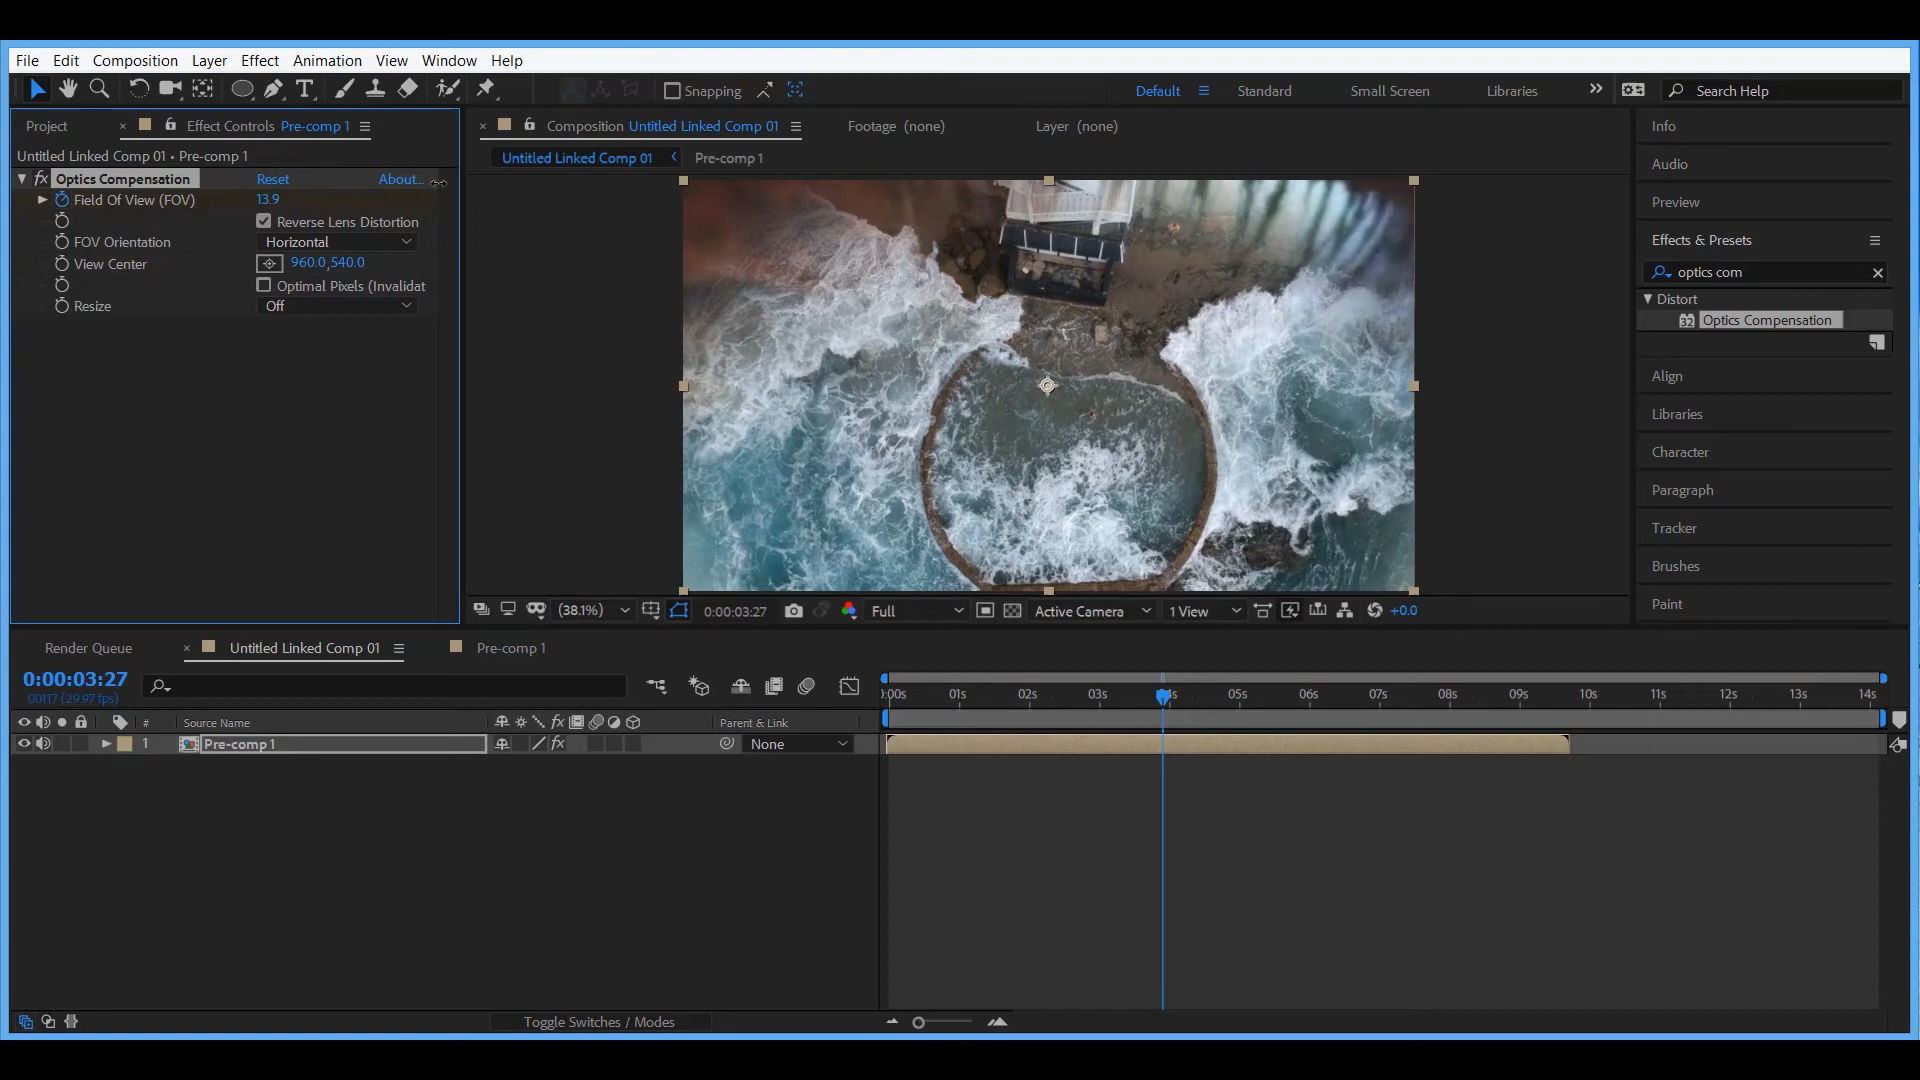 File Edit Composition Layer Effect Animation View Window Help
Snapping Default Standard Small Screen Libraries Search Help
Project Effect Controls Pre-comp 1
Composition Untitled Linked Comp 01 Footage (none) Layer (none)
Untitled Linked Comp 01 • Pre-comp 1
Untitled Linked Comp 01 Pre-comp 1
fx Optics Compensation Reset About...
Field Of View (FOV) 13.9
Reverse Lens Distortion
FOV Orientation Horizontal
View Center 960.0,540.0
Optimal Pixels (Invalidat
Resize Off
Info
Audio
Preview
Effects & Presets
optics com
Distort
32 Optics Compensation
Align
Libraries
Character
Paragraph
Tracker
Brushes
Paint
(38.1%) 0:00:03:27 Full Active Camera 1 View +0.0
Render Queue Untitled Linked Comp 01 Pre-comp 1
0:00:03:27
00117 (29.97 fps)
:00s 01s 02s 03s 04s 05s 06s 07s 08s 09s 10s 11s 12s 13s 14s
# Source Name fx Parent & Link
1 Pre-comp 1 fx None
Toggle Switches / Modes